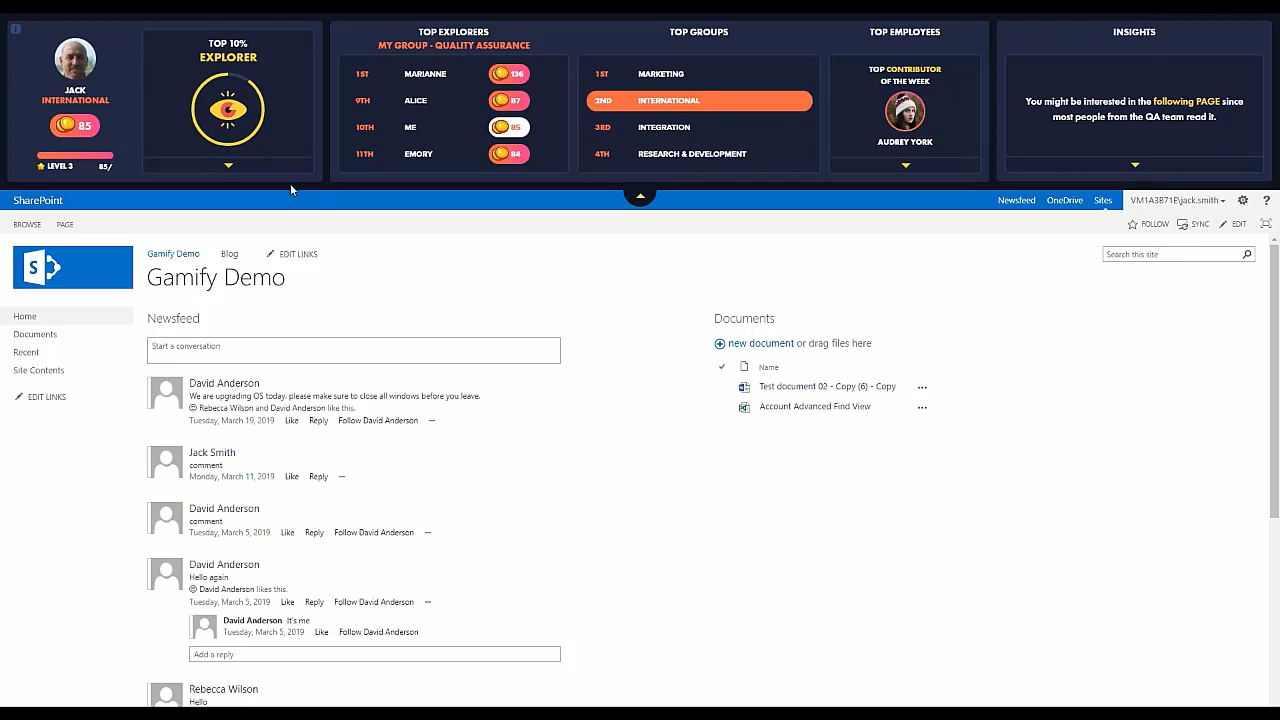 JACK
INTERNATIONAL
85
LEVEL 3
85/
TOP 10%
EXPLORER
TOP EXPLORERS
MY GROUP - QUALITY ASSURANCE
1ST MARIANNE 136
9TH ALICE 87
10TH ME 85
11TH EMORY 84
TOP GROUPS
1ST MARKETING
2ND INTERNATIONAL
3RD INTEGRATION
4TH RESEARCH & DEVELOPMENT
TOP EMPLOYEES
TOP CONTRIBUTOR
OF THE WEEK
AUDREY YORK
INSIGHTS
You might be interested in the following PAGE since
most people from the QA team read it.
SharePoint
Newsfeed OneDrive Sites VM1A3B71E\jack.smith ?
BROWSE PAGE
FOLLOW SYNC EDIT
S
Gamify Demo Blog EDIT LINKS
Gamify Demo
Search this site
Home
Documents
Recent
Site Contents
EDIT LINKS
Newsfeed
Start a conversation
David Anderson
We are upgrading OS today, please make sure to close all windows before you leave.
Rebecca Wilson and David Anderson like this.
Tuesday, March 19, 2019 Like Reply Follow David Anderson ···
Jack Smith
comment
Monday, March 11, 2019 Like Reply ···
David Anderson
comment
Tuesday, March 5, 2019 Like Reply Follow David Anderson ···
David Anderson
Hello again
David Anderson likes this.
Tuesday, March 5, 2019 Like Reply Follow David Anderson ···
David Anderson It's me
Tuesday, March 5, 2019 Like Follow David Anderson
Add a reply
Rebecca Wilson
Hello
Documents
new document or drag files here
Name
Test document 02 - Copy (6) - Copy ...
Account Advanced Find View ...